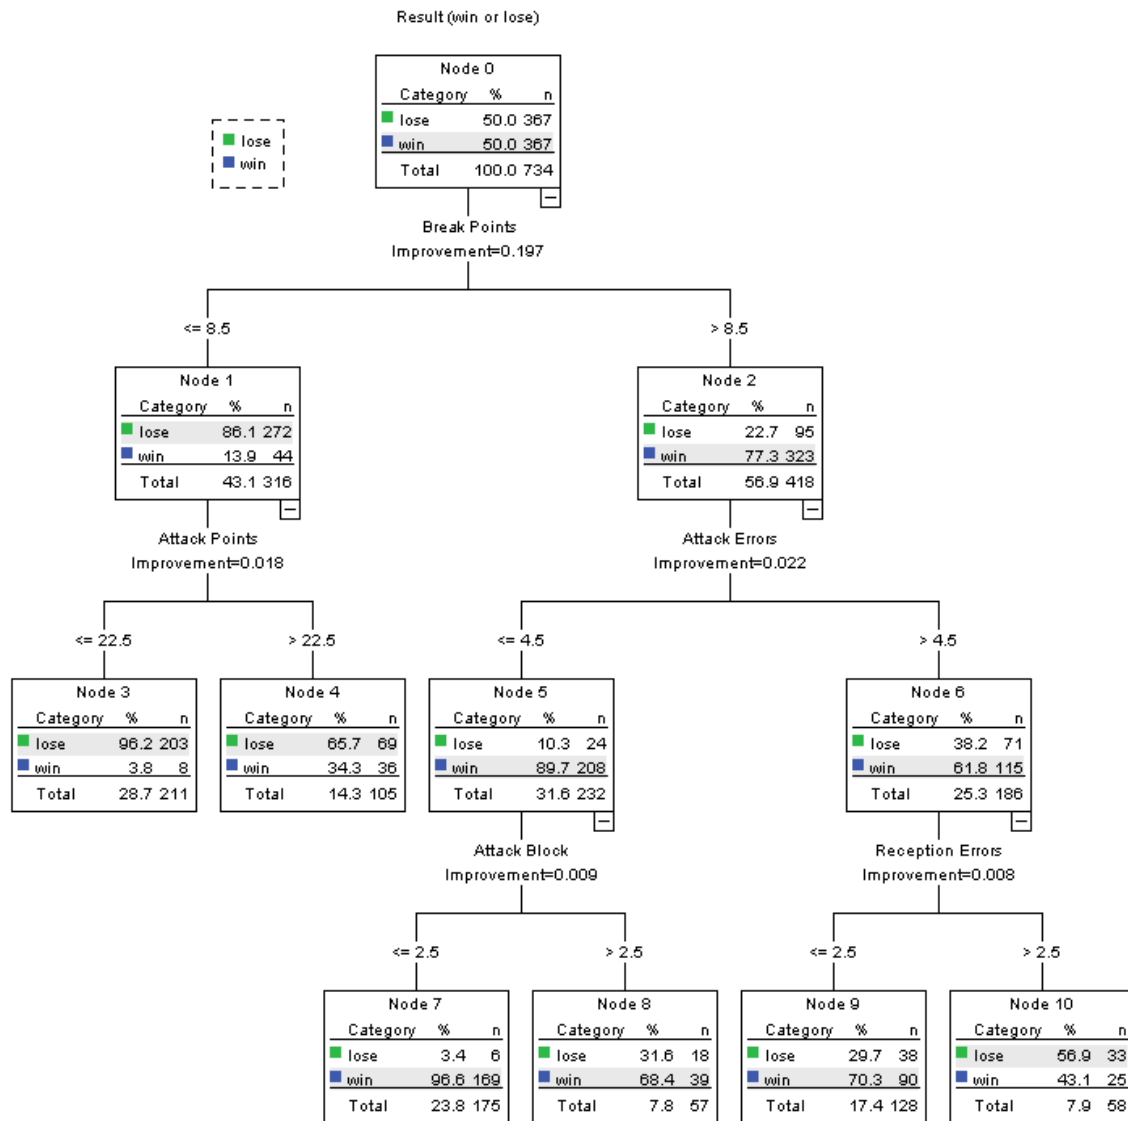 Result (win or lose)
lose
win
Node 0
Category % n
lose 50.0 367
win 50.0 367
Total 100.0 734
Break Points
Improvement=0.197
<= 8.5
> 8.5
Node 1
Category % n
lose 86.1 272
win 13.9 44
Total 43.1 316
Node 2
Category % n
lose 22.7 95
win 77.3 323
Total 56.9 418
Attack Points
Improvement=0.018
Attack Errors
Improvement=0.022
<= 22.5
> 22.5
<= 4.5
> 4.5
Node 3
Category % n
lose 96.2 203
win 3.8 8
Total 28.7 211
Node 4
Category % n
lose 65.7 69
win 34.3 36
Total 14.3 105
Node 5
Category % n
lose 10.3 24
win 89.7 208
Total 31.6 232
Node 6
Category % n
lose 38.2 71
win 61.8 115
Total 25.3 186
Attack Block
Improvement=0.009
Reception Errors
Improvement=0.008
<= 2.5
> 2.5
<= 2.5
> 2.5
Node 7
Category % n
lose 3.4 6
win 96.6 169
Total 23.8 175
Node 8
Category % n
lose 31.6 18
win 68.4 39
Total 7.8 57
Node 9
Category % n
lose 29.7 38
win 70.3 90
Total 17.4 128
Node 10
Category % n
lose 56.9 33
win 43.1 25
Total 7.9 58